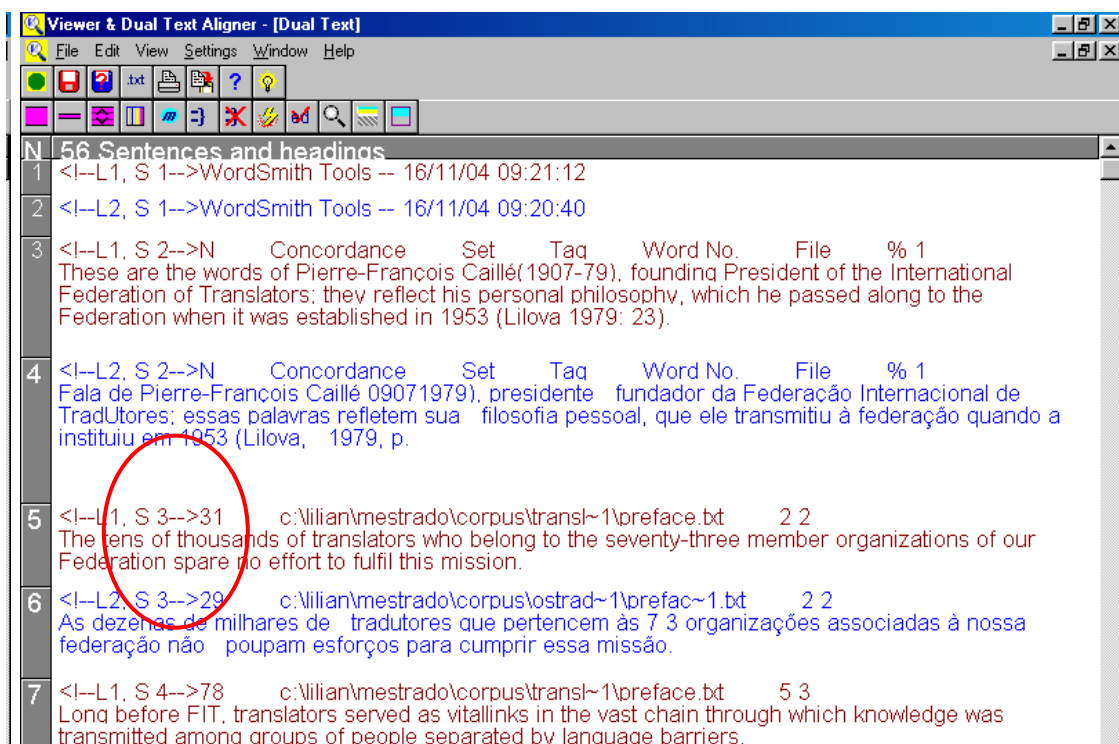 Viewer & Dual Text Aligner - [Dual Text]
File Edit View Settings Window Help
.txt ?
m
N 56 Sentences and headings
1 <!--L1, S 1-->WordSmith Tools -- 16/11/04 09:21:12
2 <!--L2, S 1-->WordSmith Tools -- 16/11/04 09:20:40
3 <!--L1, S 2-->N Concordance Set Tag Word No. File % 1
These are the words of Pierre-François Caillé(1907-79), founding President of the International
Federation of Translators; they reflect his personal philosophy, which he passed along to the
Federation when it was established in 1953 (Lilova 1979: 23).
4 <!--L2, S 2-->N Concordance Set Tag Word No. File % 1
Fala de Pierre-François Caillé 09071979), presidente fundador da Federação Internacional de
TradUtores; essas palavras refletem sua filosofia pessoal, que ele transmitiu à federação quando a
instituiu em 1953 (Lilova, 1979, p.
5 <!--L1, S 3-->31 c:\lilian\mestrado\corpus\transl~1\preface.txt 2 2
The tens of thousands of translators who belong to the seventy-three member organizations of our
Federation spare no effort to fulfil this mission.
6 <!--L2, S 3-->29 c:\lilian\mestrado\corpus\ostrad~1\prefac~1.txt 2 2
As dezenas de milhares de tradutores que pertencem às 7 3 organizações associadas à nossa
federação não poupam esforços para cumprir essa missão.
7 <!--L1, S 4-->78 c:\lilian\mestrado\corpus\transl~1\preface.txt 5 3
Long before FIT, translators served as vitallinks in the vast chain through which knowledge was
transmitted among groups of people separated by language barriers.